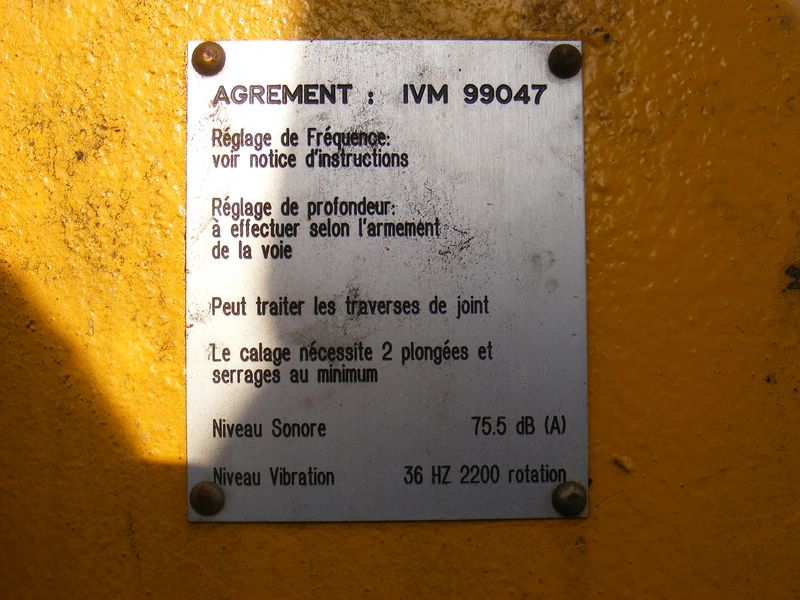 AGREMENT : IVM 99047
Réglage de Fréquence:
voir notice d'instructions
Réglage de profondeur:
à effectuer selon l'armement
de la voie
Peut traiter les traverses de joint
Le calage nécessite 2 plongées et
serrages au minimum
Niveau Sonore 75.5 dB (A)
Niveau Vibration 36 HZ 2200 rotation